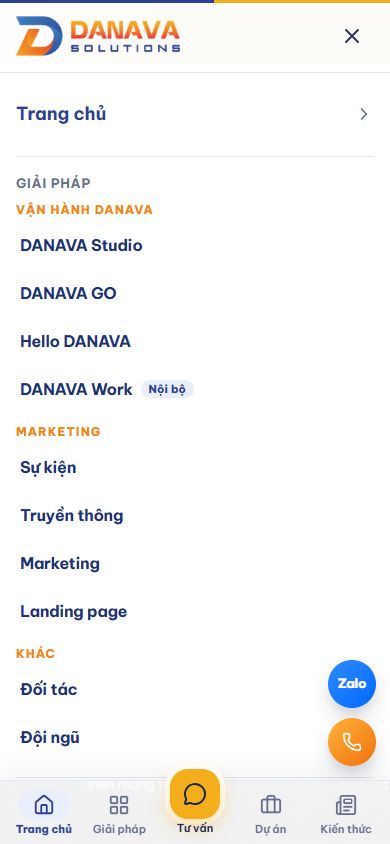 DANAVA
SOLUTIONS
Trang chủ
GIẢI PHÁP
VẬN HÀNH DANAVA
DANAVA Studio
DANAVA GO
Hello DANAVA
DANAVA Work Nội bộ
MARKETING
Sự kiện
Truyền thông
Marketing
Landing page
KHÁC
Đối tác
Zalo
Đội ngũ
Trang chủ
Giải pháp
Tư vấn
Dự án
Kiến thức